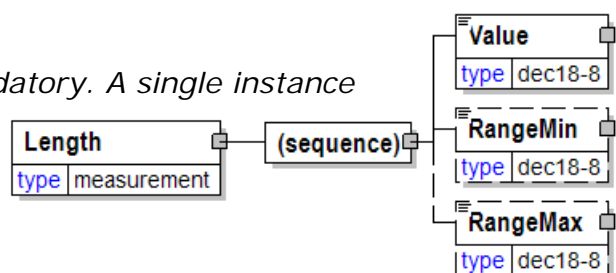 Value
type dec18-8
datory. A single instance
RangeMin
type dec18-8
Length
type measurement
(sequence)
RangeMax
type dec18-8